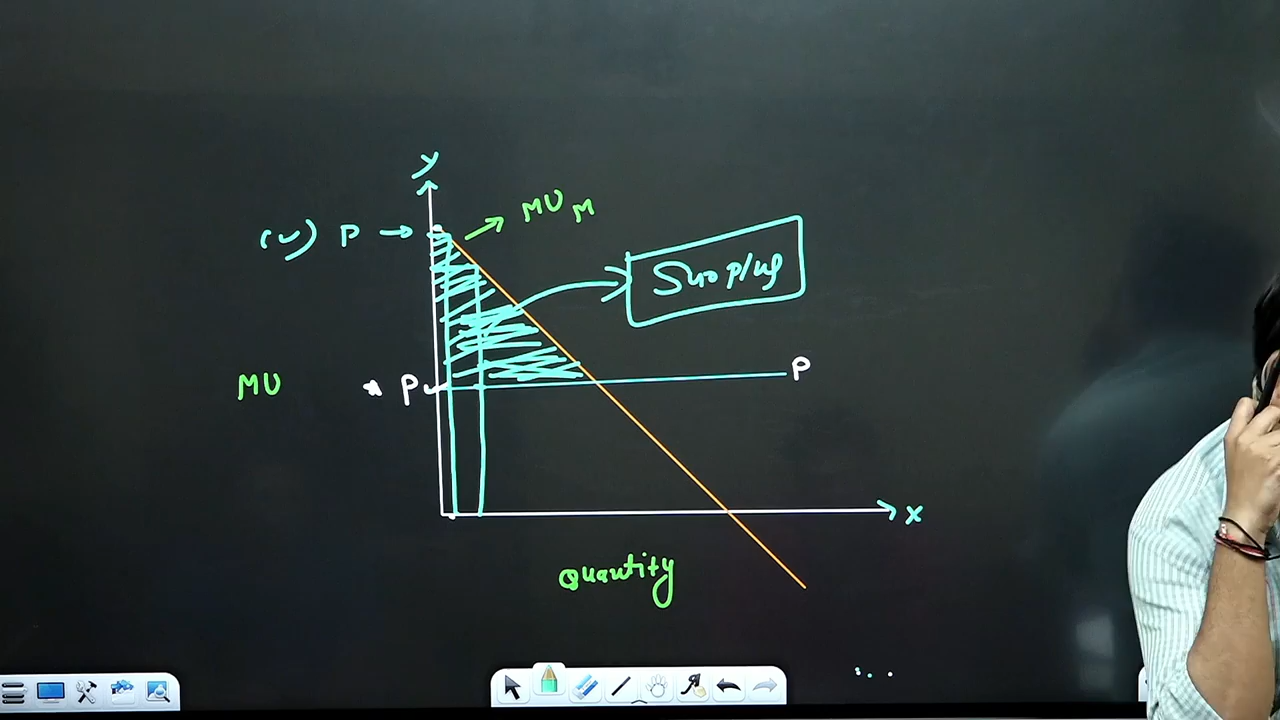 y
MU M
(v) P →
Surplus
P
MU
* P
x
Quantity